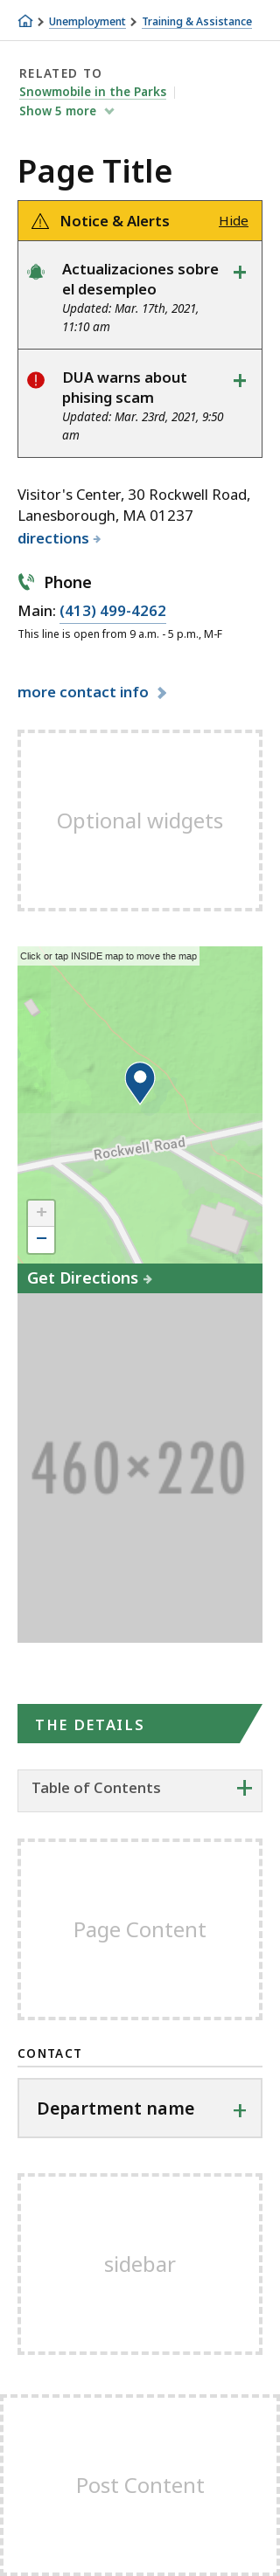 Unemployment Training & Assistance
RELATED TO
Snowmobile in the Parks
Show 5 more
Page Title
Notice & Alerts Hide
Actualizaciones sobre
el desempleo
Updated: Mar. 17th, 2021,
11:10 am
DUA warns about
phising scam
Updated: Mar. 23rd, 2021, 9:50
am
Visitor's Center, 30 Rockwell Road,
Lanesborough, MA 01237
directions
Phone
Main: (413) 499-4262
This line is open from 9 a.m. - 5 p.m., M-F
more contact info
Optional widgets
Click or tap INSIDE map to move the map
Rockwell Road
+
−
Get Directions
460×220
THE DETAILS
Table of Contents
Page Content
CONTACT
Department name
sidebar
Post Content